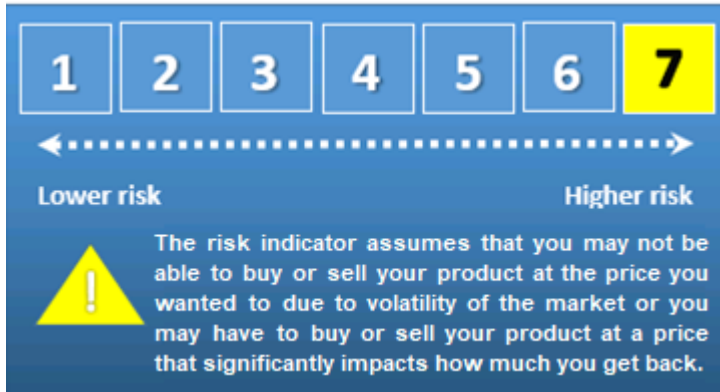 1 2 3 4 5 6 7
Lower risk Higher risk
!
The risk indicator assumes that you may not be
able to buy or sell your product at the price you
wanted to due to volatility of the market or you
may have to buy or sell your product at a price
that significantly impacts how much you get back.